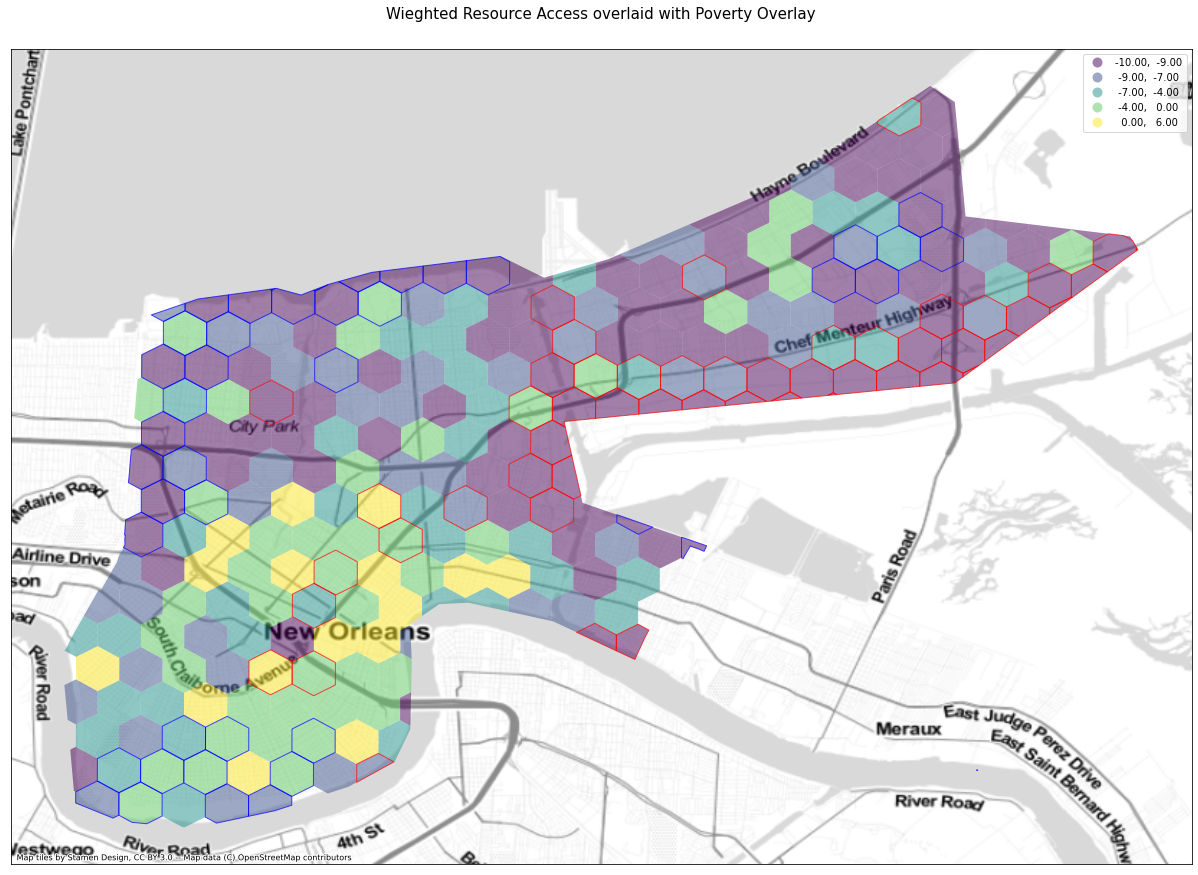 Wieghted Resource Access overlaid with Poverty Overlay
Lake Pontchart
-10.00, -9.00
-9.00, -7.00
-7.00, -4.00
-4.00, 0.00
0.00, 6.00
Hayne Boulevard
Chef Menteur Highway
City Park
Metairie Road
Airline Drive
son
oad
River Road
New Orleans
South Claiborne Avenue
Paris Road
East Judge Perez Drive
Meraux
East Saint Bernard Highw
River Road
River Road
4th St
Westwego
Map tiles by Stamen Design, CC BY 3.0 -- Map data (C) OpenStreetMap contributors